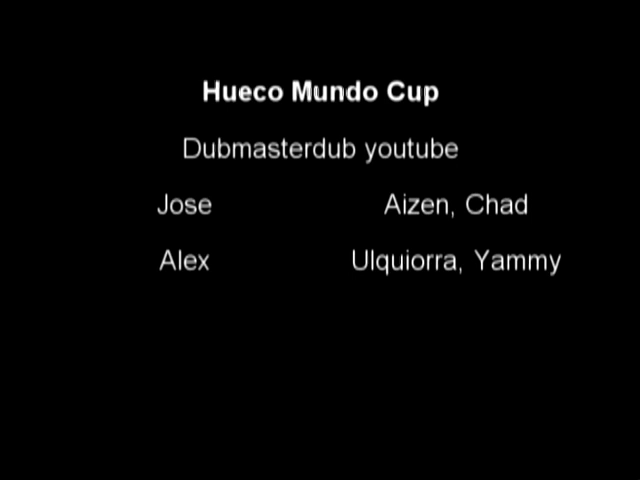 Hueco Mundo Cup
Dubmasterdub youtube
Jose Aizen, Chad
Alex Ulquiorra, Yammy